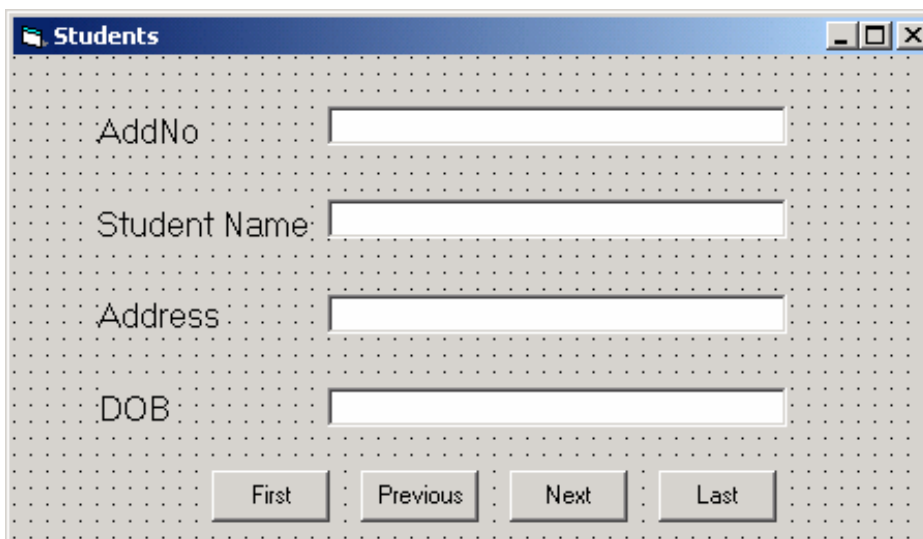 Students
AddNo
Student Name
Address
DOB
First Previous Next Last